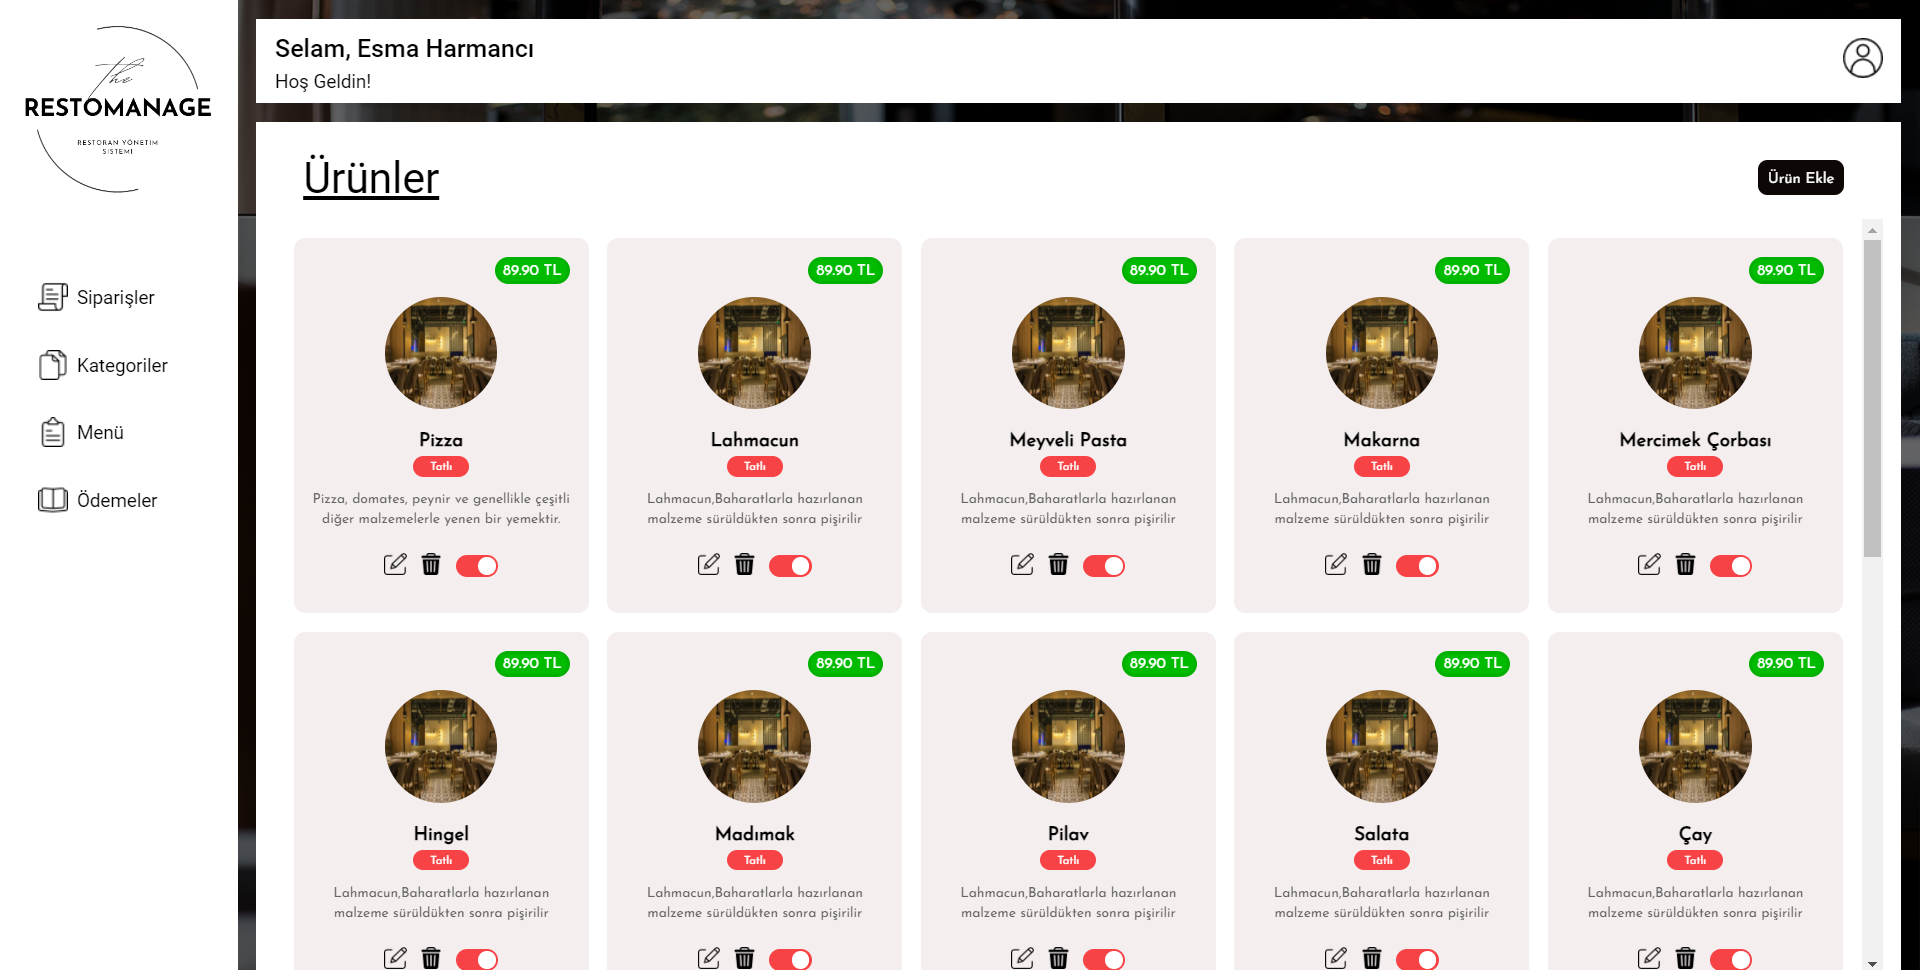 the
RESTOMANAGE
RESTORAN YÖNETİM
SİSTEMİ
Siparişler
Kategoriler
Menü
Ödemeler
Selam, Esma Harmancı
Hoş Geldin!
Ürünler
Ürün Ekle
89.90 TL
Pizza
Tatlı
Pizza, domates, peynir ve genellikle çeşitli
diğer malzemelerle yenen bir yemektir.
89.90 TL
Lahmacun
Tatlı
Lahmacun,Baharatlarla hazırlanan
malzeme sürüldükten sonra pişirilir
89.90 TL
Meyveli Pasta
Tatlı
Lahmacun,Baharatlarla hazırlanan
malzeme sürüldükten sonra pişirilir
89.90 TL
Makarna
Tatlı
Lahmacun,Baharatlarla hazırlanan
malzeme sürüldükten sonra pişirilir
89.90 TL
Mercimek Çorbası
Tatlı
Lahmacun,Baharatlarla hazırlanan
malzeme sürüldükten sonra pişirilir
89.90 TL
Hingel
Tatlı
Lahmacun,Baharatlarla hazırlanan
malzeme sürüldükten sonra pişirilir
89.90 TL
Madımak
Tatlı
Lahmacun,Baharatlarla hazırlanan
malzeme sürüldükten sonra pişirilir
89.90 TL
Pilav
Tatlı
Lahmacun,Baharatlarla hazırlanan
malzeme sürüldükten sonra pişirilir
89.90 TL
Salata
Tatlı
Lahmacun,Baharatlarla hazırlanan
malzeme sürüldükten sonra pişirilir
89.90 TL
Çay
Tatlı
Lahmacun,Baharatlarla hazırlanan
malzeme sürüldükten sonra pişirilir